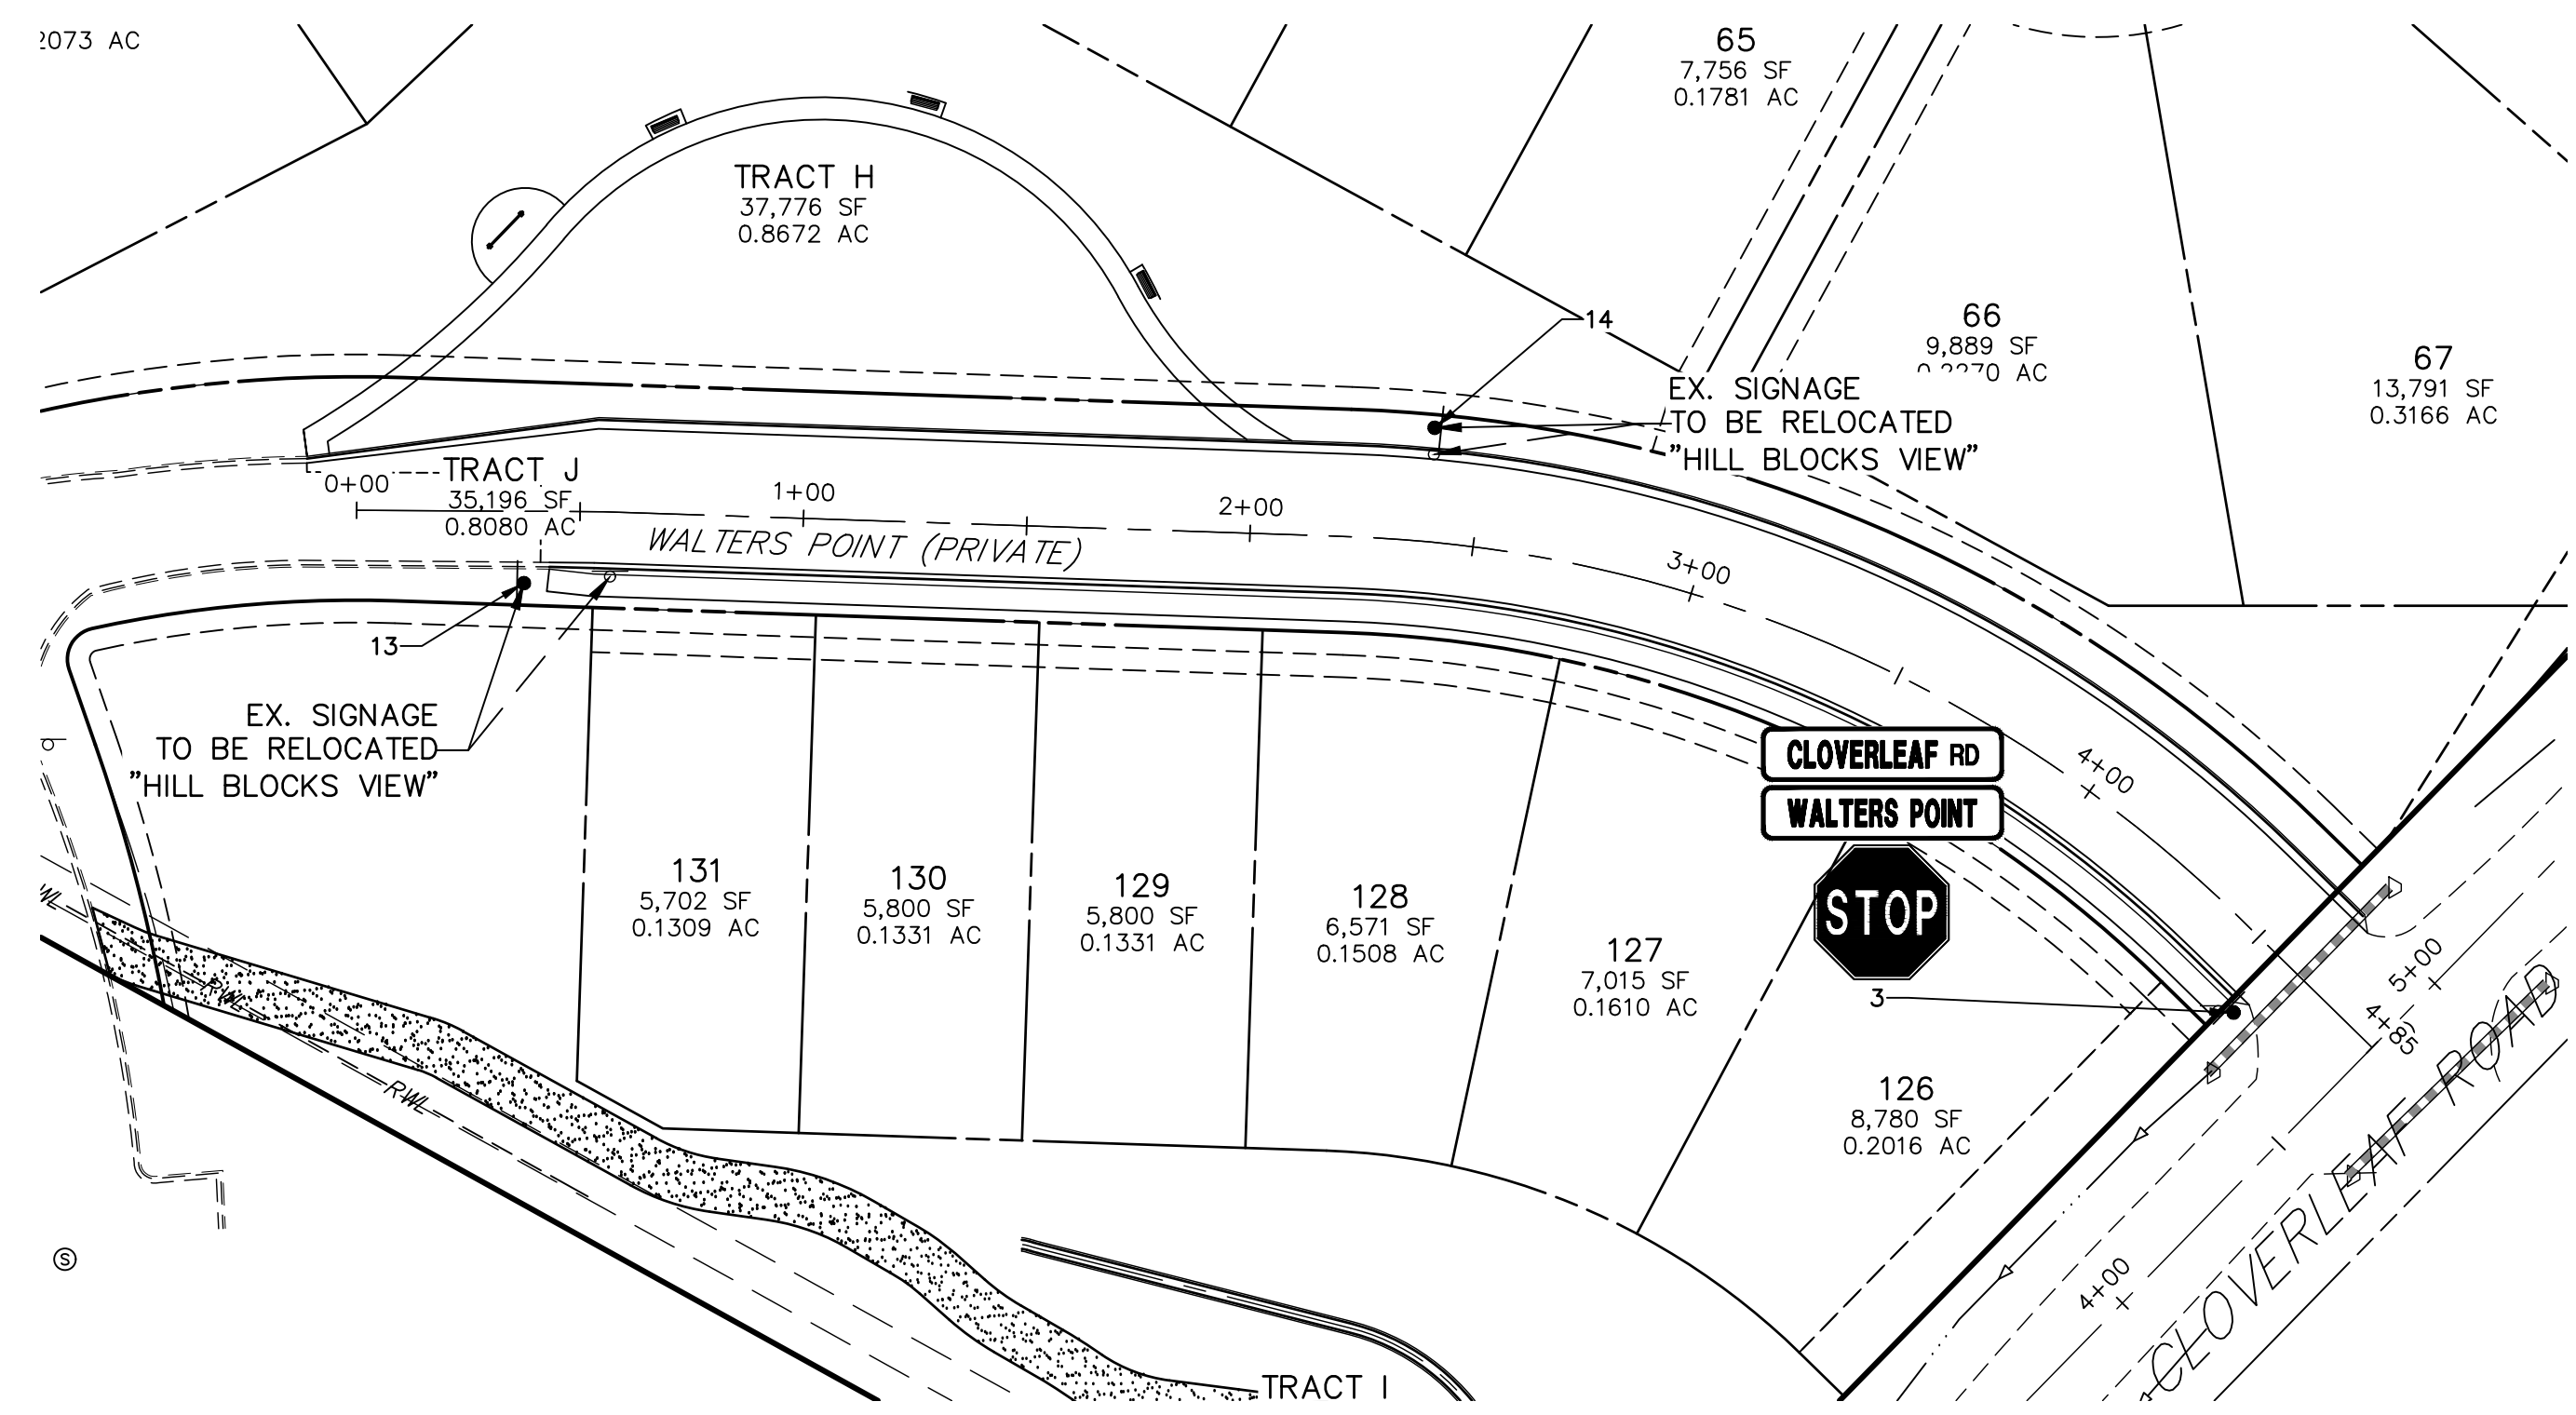 2073 AC
65
7,756 SF
0.1781 AC
TRACT H
37,776 SF
0.8672 AC
14
66
9,889 SF
AC
67
13,791 SF
0.3166 AC
EX. SIGNAGE
TO BE RELOCATED
"HILL BLOCKS VIEW"
TRACT J
35,196 SF
0.8080 AC
0+00
1+00
2+00
3+00
4+00
WALTERS POINT (PRIVATE)
13
EX. SIGNAGE
TO BE RELOCATED
"HILL BLOCKS VIEW"
CLOVERLEAF RD
WALTERS POINT
STOP
131
5,702 SF
0.1309 AC
130
5,800 SF
0.1331 AC
129
5,800 SF
0.1331 AC
128
6,571 SF
0.1508 AC
127
7,015 SF
0.1610 AC
3
126
8,780 SF
0.2016 AC
5+00
4+85
4+00
CLOVERLEAF ROAD
RWL
RWL
S
TRACT I